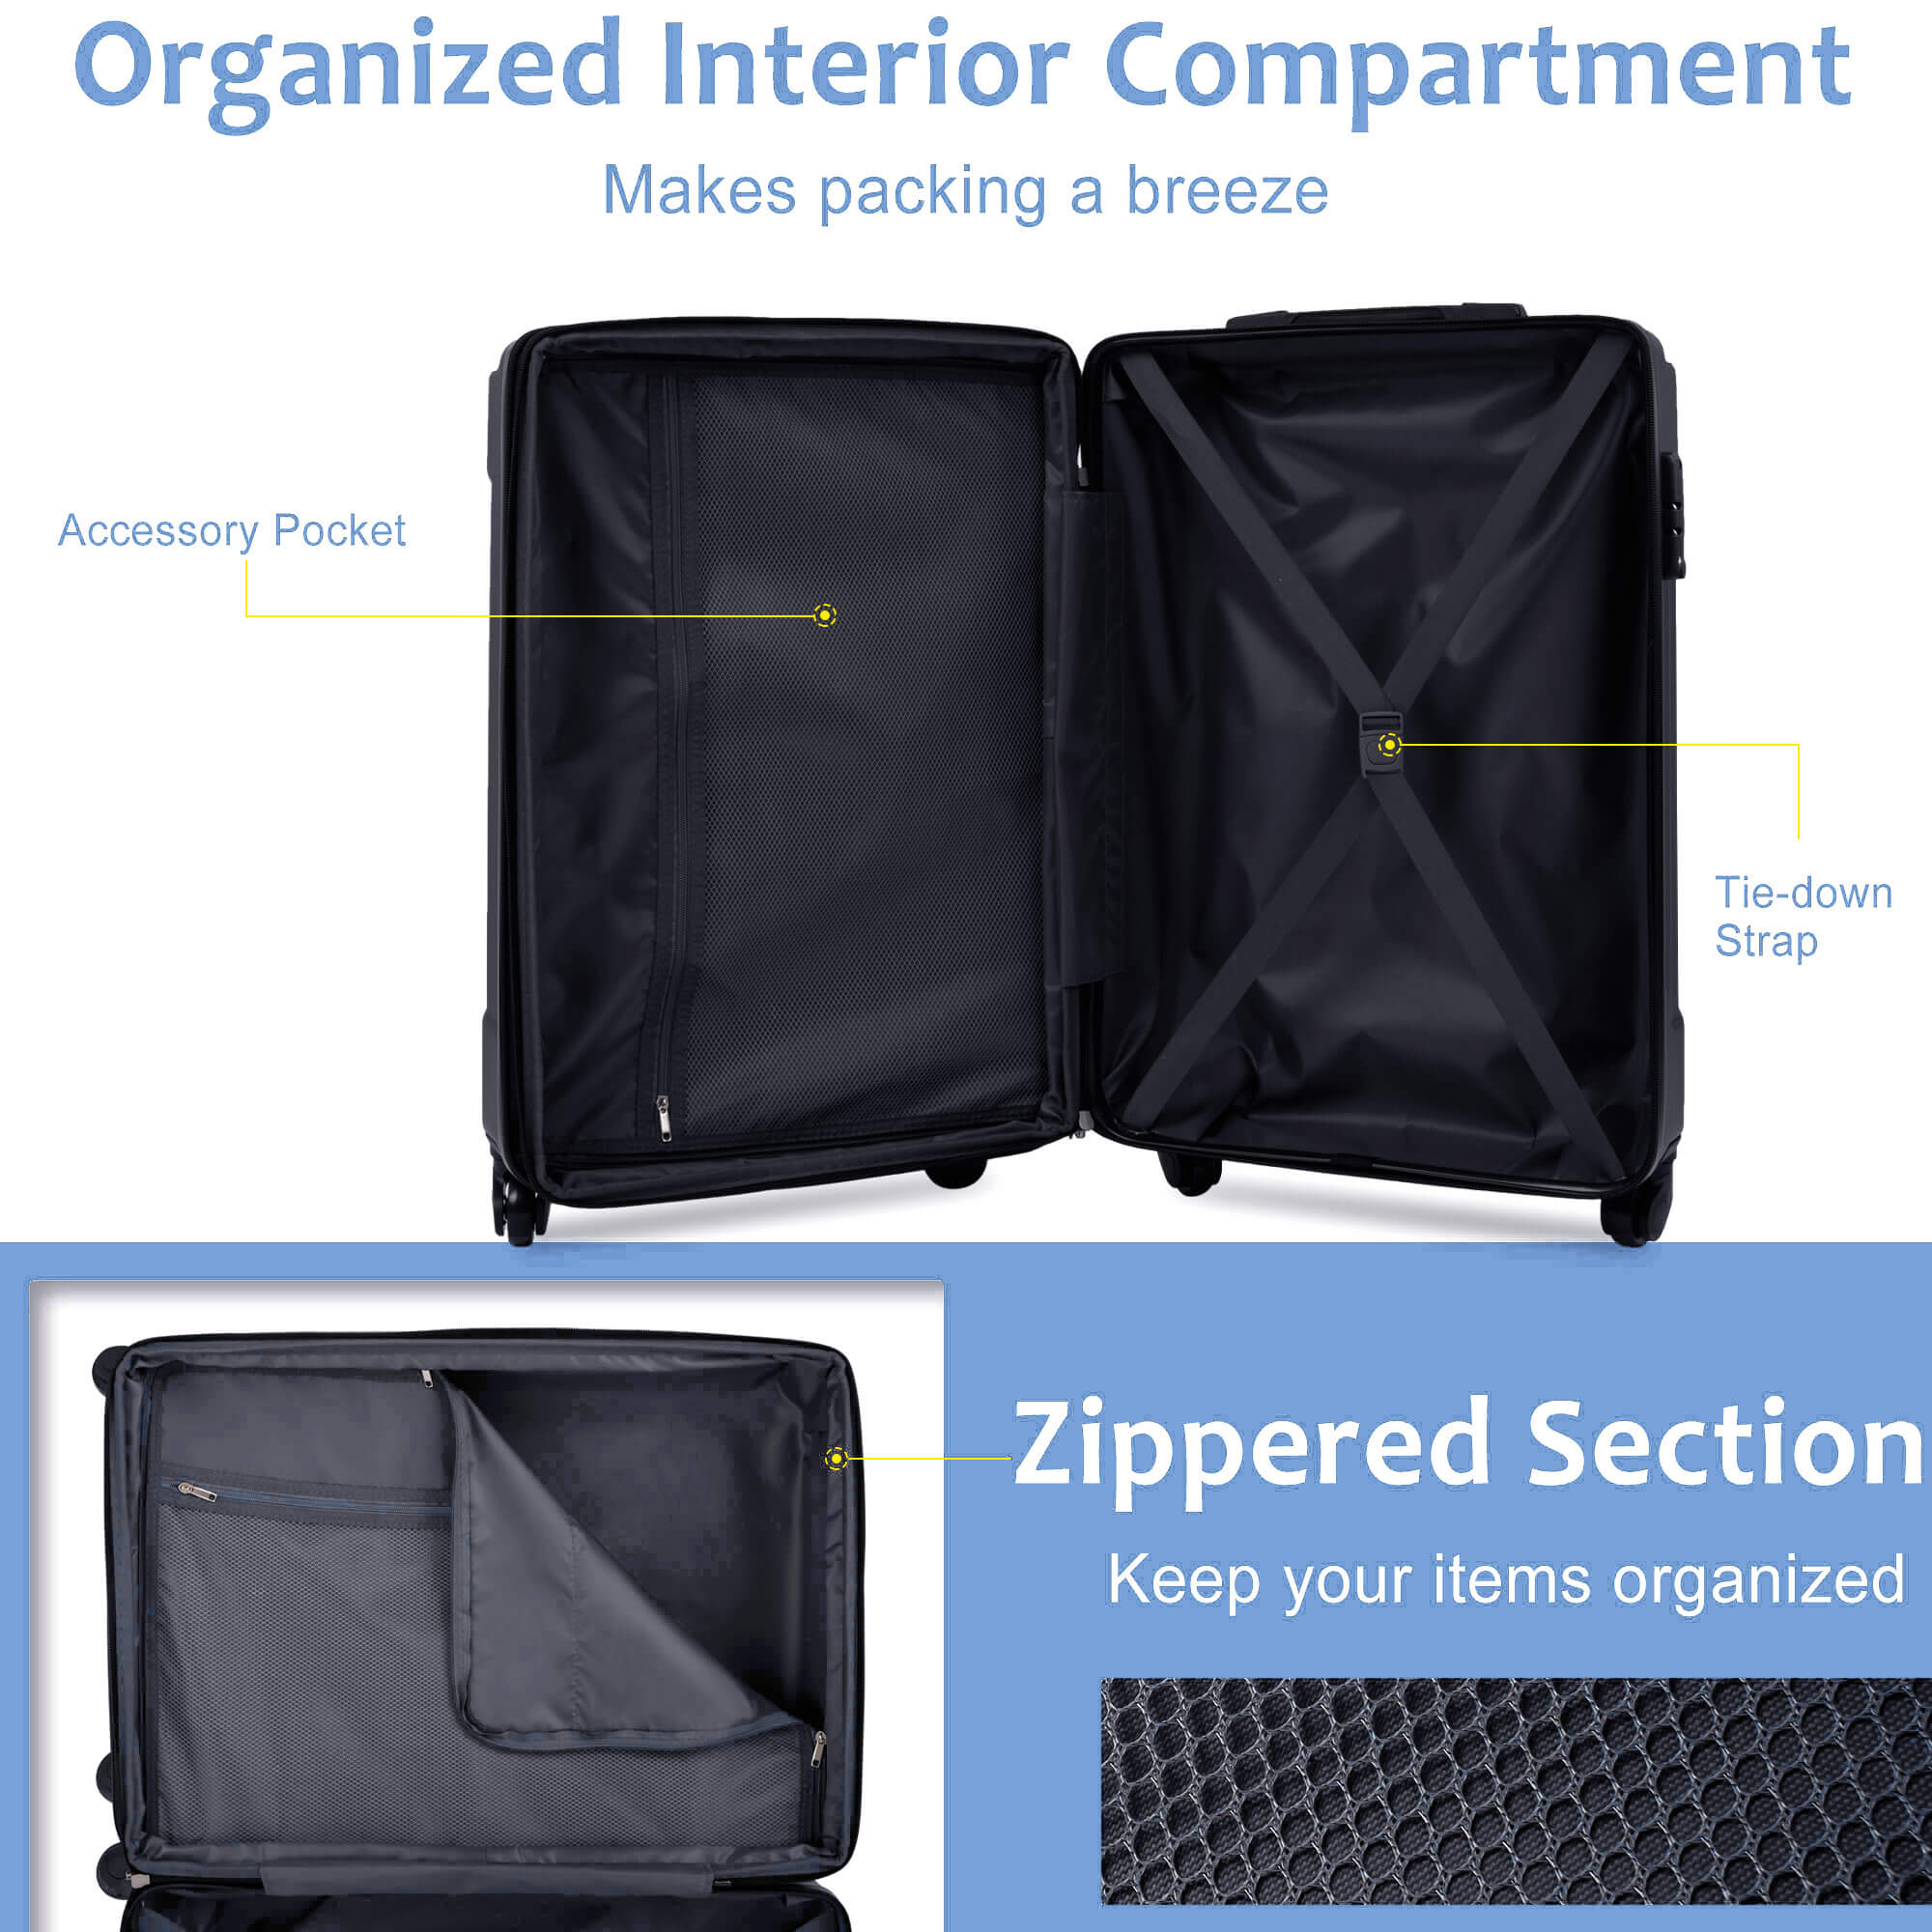 Organized Interior Compartment
Makes packing a breeze
Accessory Pocket
Tie-down
Strap
Zippered Section
Keep your items organized